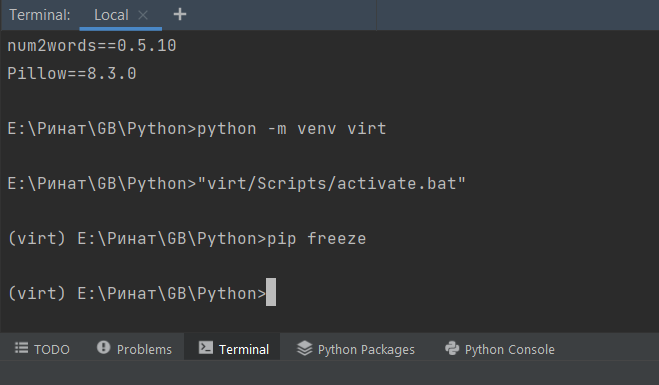 Terminal: Local × +
num2words==0.5.10
Pillow==8.3.0
E:\Ринат\GB\Python>python -m venv virt
E:\Ринат\GB\Python>"virt/Scripts/activate.bat"
(virt) E:\Ринат\GB\Python>pip freeze
(virt) E:\Ринат\GB\Python>
TODO Problems Terminal Python Packages Python Console